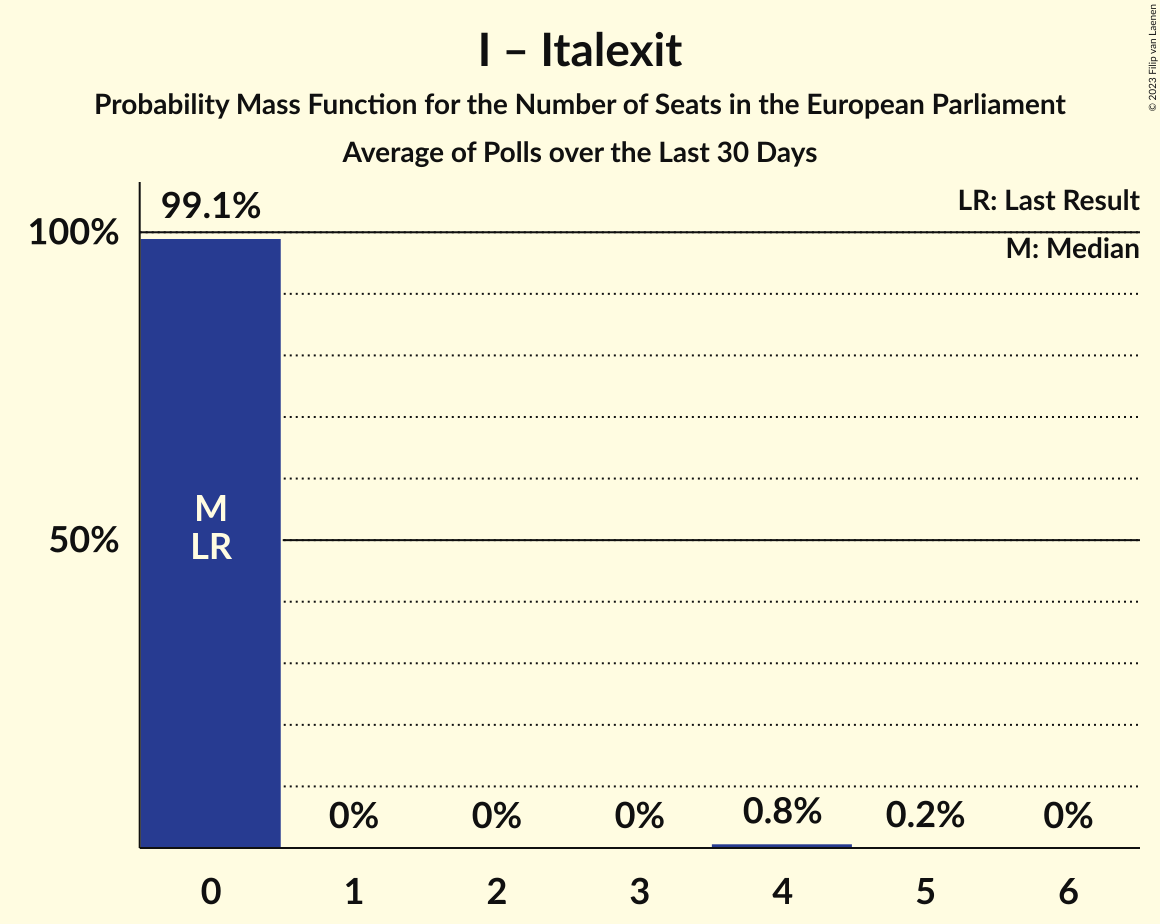 I – Italexit
Probability Mass Function for the Number of Seats in the European Parliament
Average of Polls over the Last 30 Days
© 2023 Filip van Laenen
LR: Last Result
M: Median
99.1%
100%
50%
M
LR
0%
0%
0%
0.8%
0.2%
0%
0
1
2
3
4
5
6